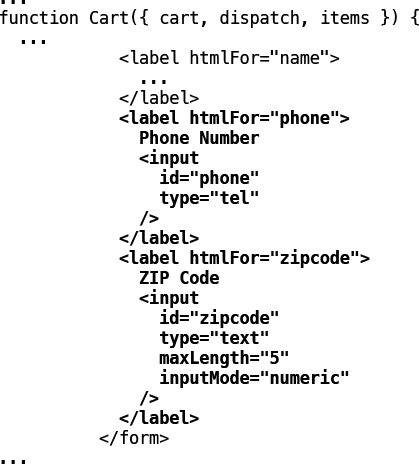 ...
function Cart({ cart, dispatch, items }) {
  ...
            <label htmlFor="name">
              ...
            </label>
            <label htmlFor="phone">
              Phone Number
              <input
                id="phone"
                type="tel"
              />
            </label>
            <label htmlFor="zipcode">
              ZIP Code
              <input
                id="zipcode"
                type="text"
                maxLength="5"
                inputMode="numeric"
              />
            </label>
          </form>
...